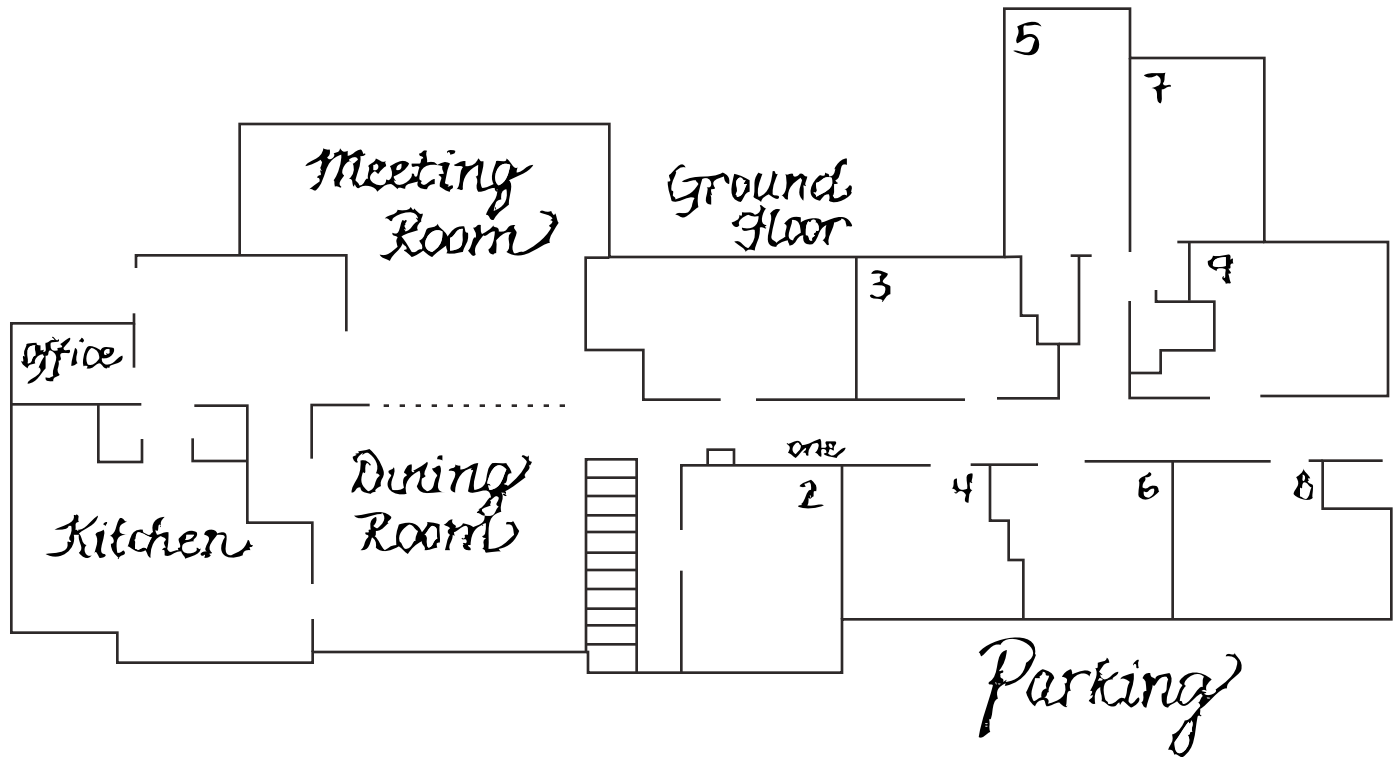 5
7
Meeting
Room
Ground
Floor
9
3
office
one
Dining
Room
2
4
6
8
Kitchen
Parking